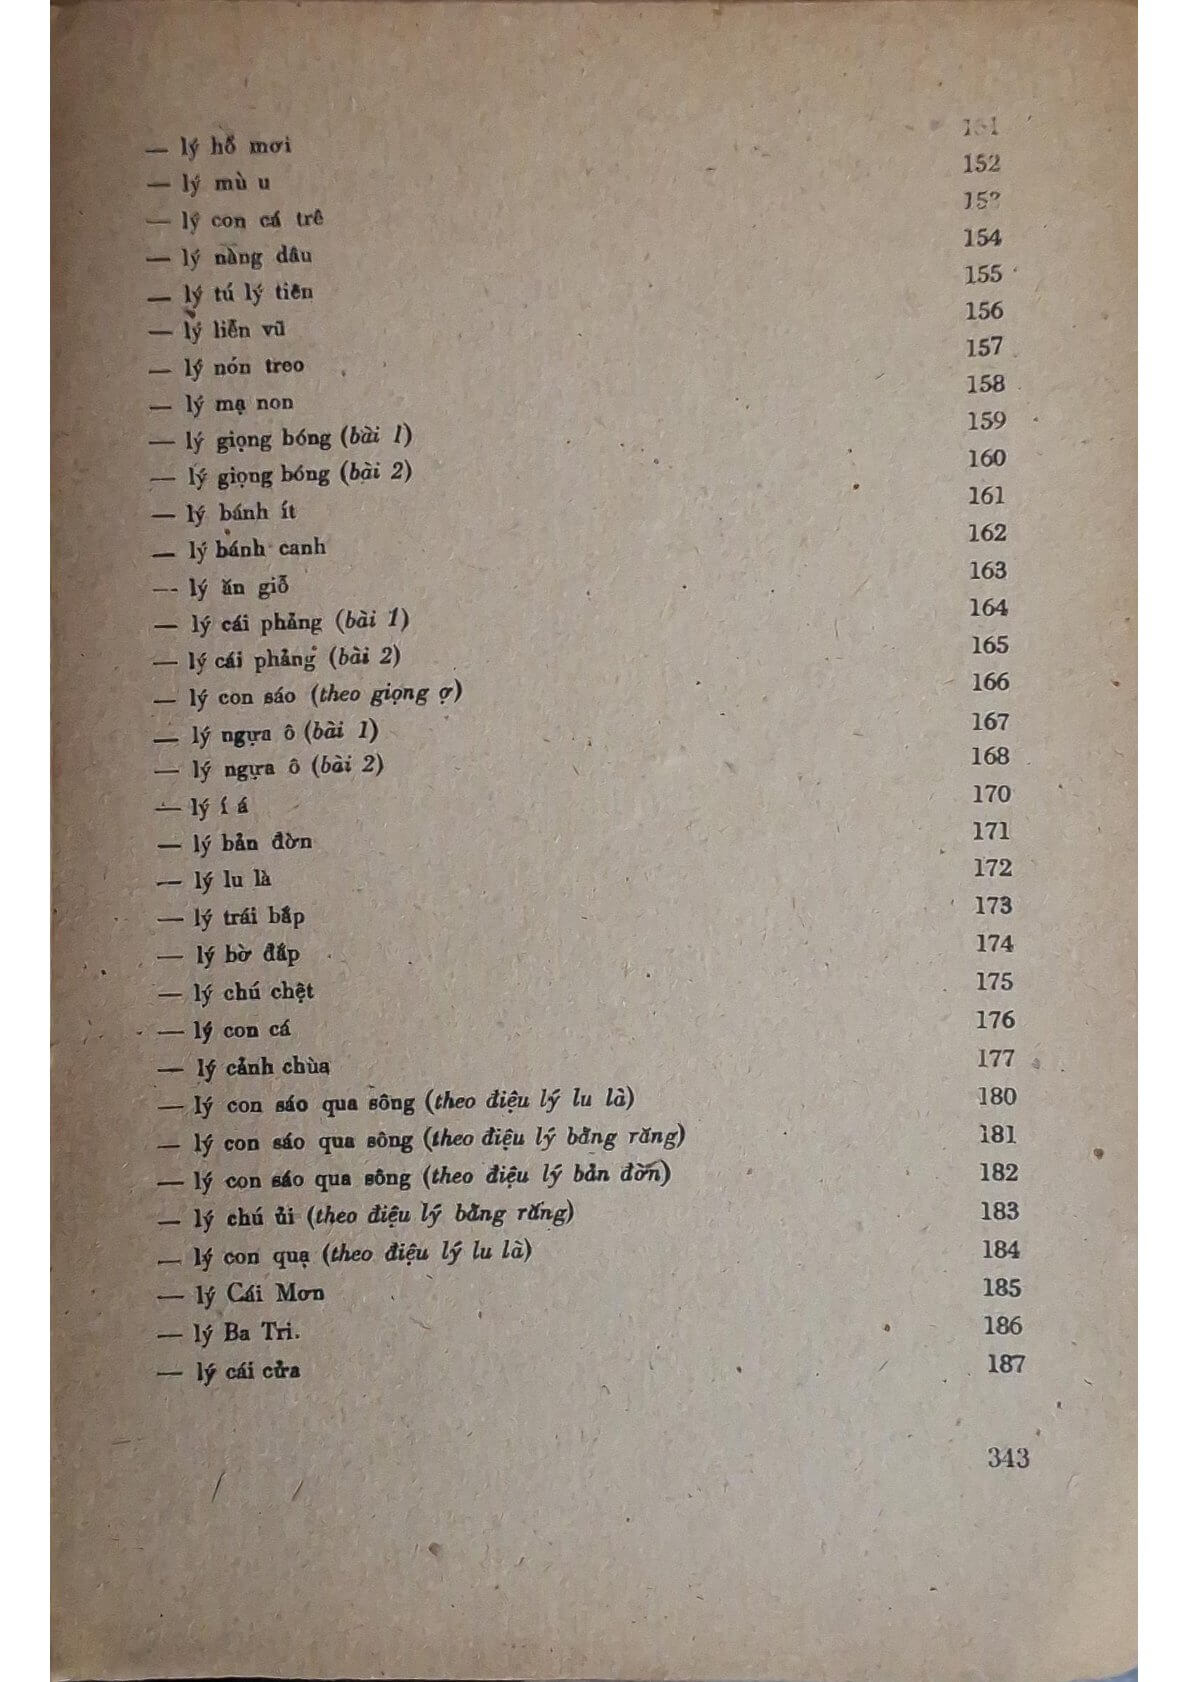 — lý hố mơi 151
— lý mù u 152
— lý con cá trê 153
— lý nàng dâu 154
— lý tú lý tiên 155
— lý liễn vũ 156
— lý nón treo 157
— lý mạ non 158
— lý giọng bóng (bài 1) 159
— lý giọng bóng (bài 2) 160
— lý bánh ít 161
— lý bánh canh 162
— lý ăn giỗ 163
— lý cái phảng (bài 1) 164
— lý cái phảng (bài 2) 165
— lý con sáo (theo giọng ợ) 166
— lý ngựa ô (bài 1) 167
— lý ngựa ô (bài 2) 168
— lý í á 170
— lý bản đờn 171
— lý lu là 172
— lý trái bắp 173
— lý bờ đắp 174
— lý chú chệt 175
— lý con cá 176
— lý cảnh chùa 177
— lý con sáo qua sông (theo điệu lý lu là) 180
— lý con sáo qua sông (theo điệu lý bằng răng) 181
— lý con sáo qua sông (theo điệu lý bản đờn) 182
— lý chú ủi (theo điệu lý bằng răng) 183
— lý con quạ (theo điệu lý lu là) 184
— lý Cái Mơn 185
— lý Ba Tri. 186
— lý cái cửa 187
343